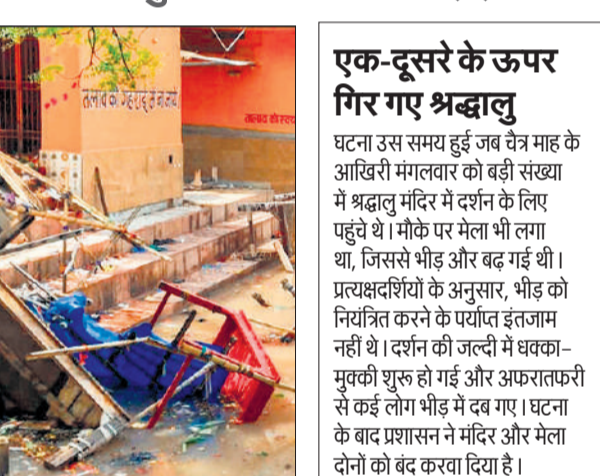 तालाब की गहराई में न जायें
तालाब को स्वच्छ
एक-दूसरे के ऊपर
गिर गए श्रद्धालु
घटना उस समय हुई जब चैत्र माह के
आखिरी मंगलवार को बड़ी संख्या
में श्रद्धालु मंदिर में दर्शन के लिए
पहुंचे थे। मौके पर मेला भी लगा
था, जिससे भीड़ और बढ़ गई थी।
प्रत्यक्षदर्शियों के अनुसार, भीड़ को
नियंत्रित करने के पर्याप्त इंतजाम
नहीं थे। दर्शन की जल्दी में धक्का-
मुक्की शुरू हो गई और अफरातफरी
से कई लोग भीड़ में दब गए। घटना
के बाद प्रशासन ने मंदिर और मेला
दोनों को बंद करवा दिया है।